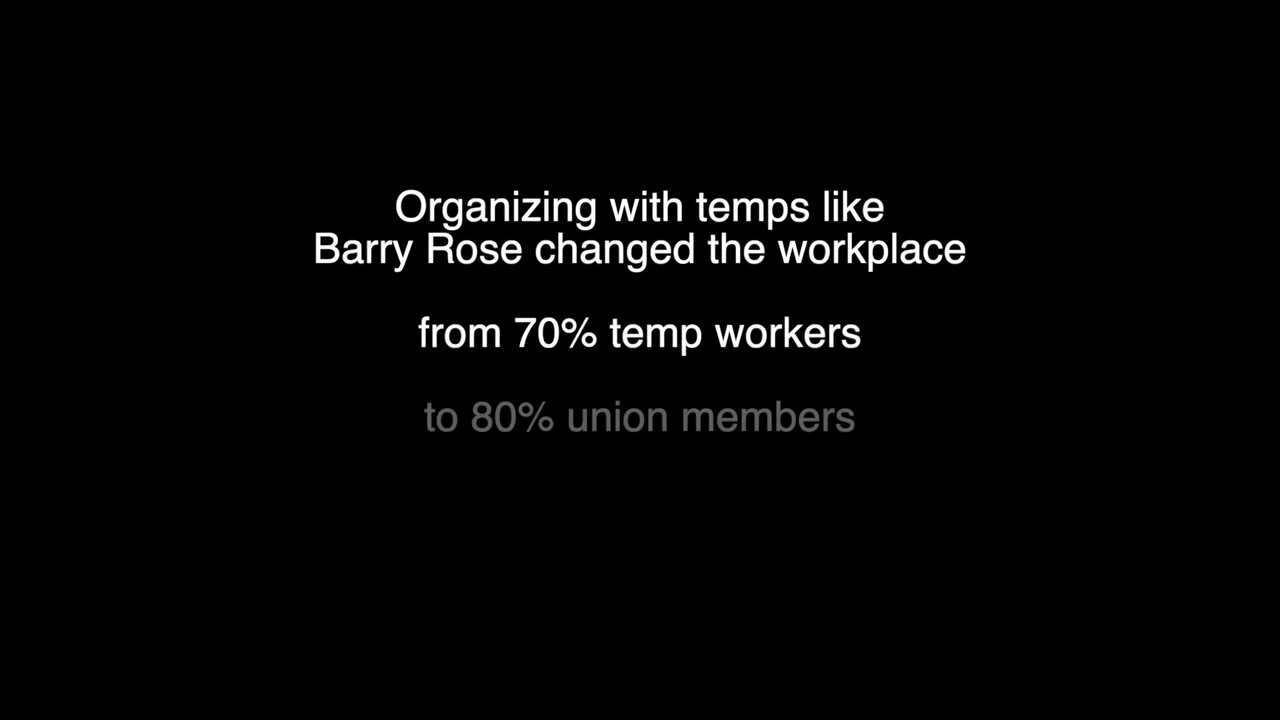 Organizing with temps like
Barry Rose changed the workplace
from 70% temp workers
to 80% union members